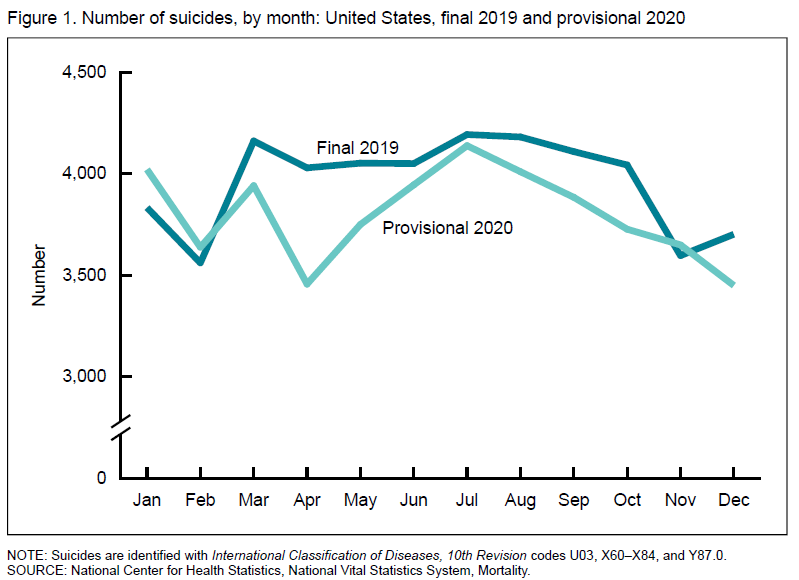 Figure 1. Number of suicides, by month: United States, final 2019 and provisional 2020
4,500
Final 2019
4,000
Provisional 2020
Number
3,500
3,000
0
Jan Feb Mar Apr May Jun Jul Aug Sep Oct Nov Dec
NOTE: Suicides are identified with International Classification of Diseases, 10th Revision codes U03, X60–X84, and Y87.0.
SOURCE: National Center for Health Statistics, National Vital Statistics System, Mortality.